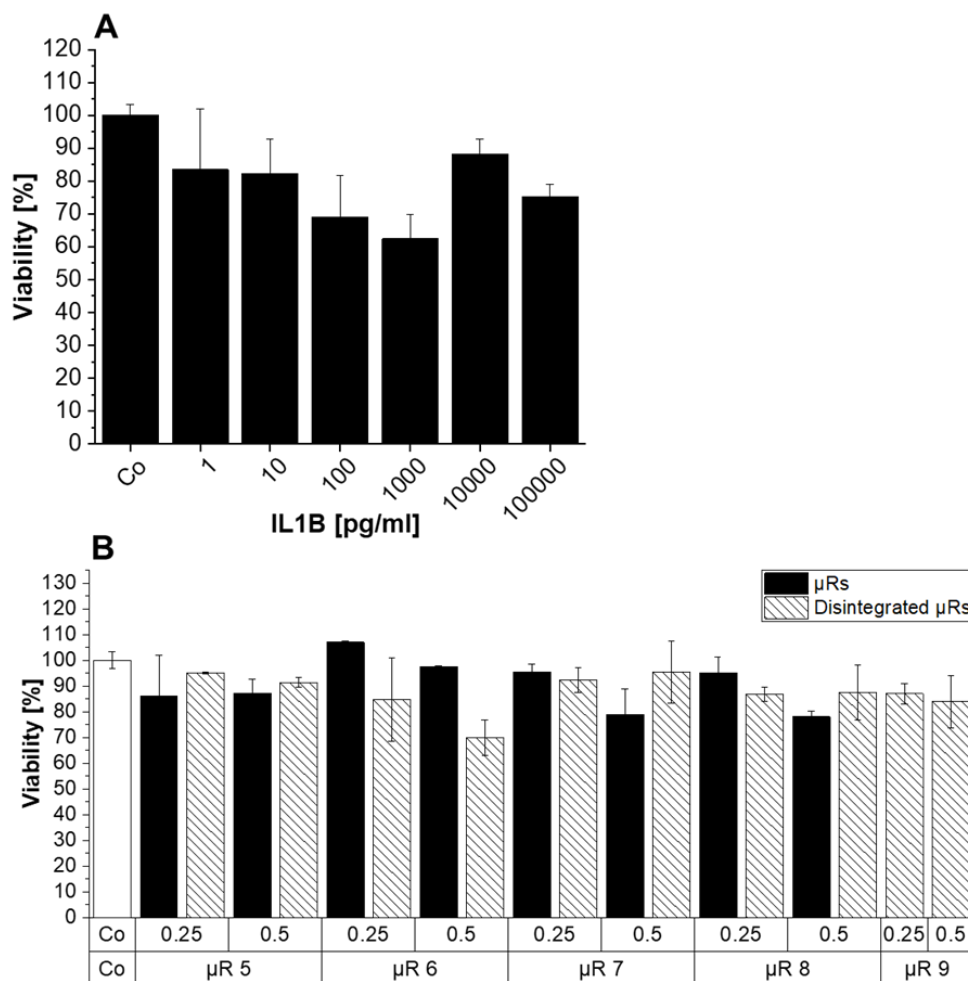 A
120
110
100
90
80
70
60
50
40
30
20
10
0
Viability [%]
Co 1 10 100 1000 10000 100000
IL1B [pg/ml]
B
130
120
110
100
90
80
70
60
50
40
30
20
10
0
Viability [%]
µRs
Disintegrated µRs
Co 0.25 0.5 0.25 0.5 0.25 0.5 0.25 0.5 0.25 0.5
Co µR 5 µR 6 µR 7 µR 8 µR 9